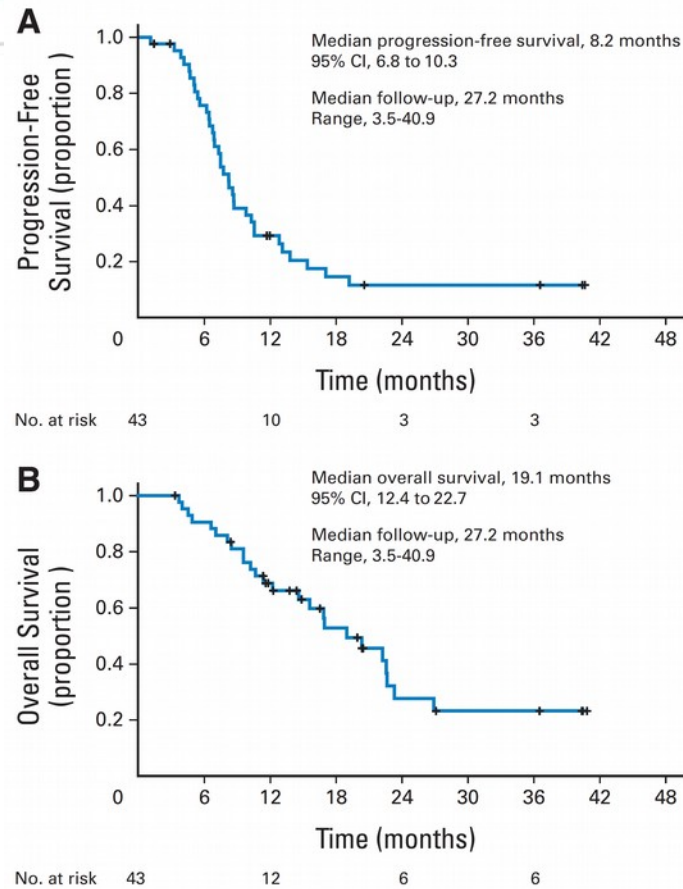 A
Median progression-free survival, 8.2 months
95% CI, 6.8 to 10.3
Median follow-up, 27.2 months
Range, 3.5-40.9
Progression-Free
Survival (proportion )
1.0
0.8
0.6
0.4
0.2
0 6 12 18 24 30 36 42 48
Time (months)
No. at risk 43 10 3 3
B
Median overall survival, 19.1 months
95% CI, 12.4 to 22.7
Median follow-up, 27.2 months
Range, 3.5-40.9
Overall Survival
(proportion )
1.0
0.8
0.6
0.4
0.2
0 6 12 18 24 30 36 42 48
Time (months)
No. at risk 43 12 6 6